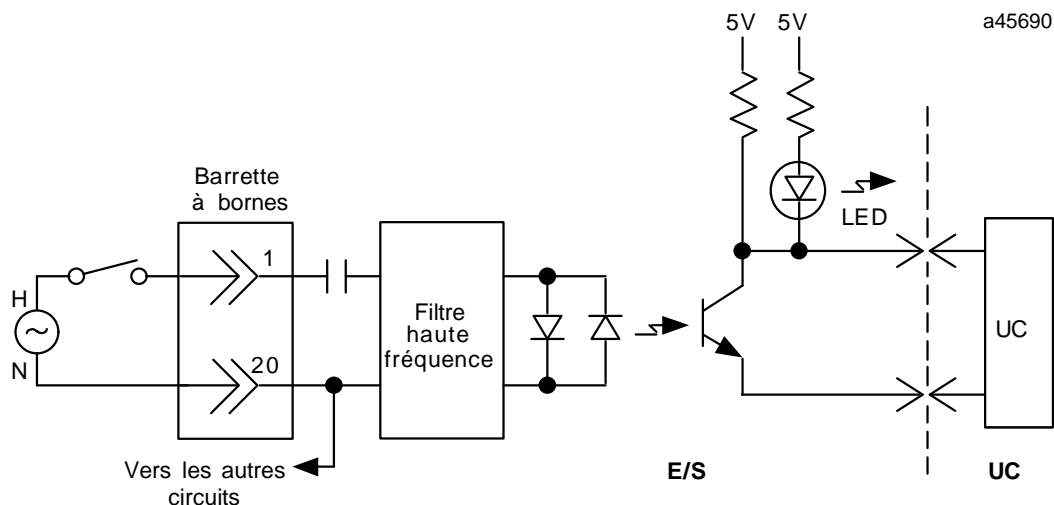 5V 5V
a45690
Barrette
à bornes
LED
1
H
N
20
Filtre
haute
fréquence
UC
Vers les autres
circuits
E/S
UC